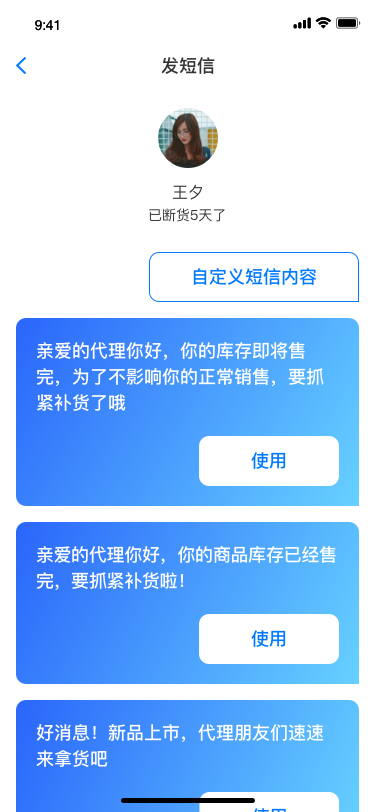 9:41
发短信
王夕
已断货5天了
自定义短信内容
亲爱的代理你好，你的库存即将售
完，为了不影响你的正常销售，要抓
紧补货了哦
使用
亲爱的代理你好，你的商品库存已经售
完，要抓紧补货啦！
使用
好消息！新品上市，代理朋友们速速
来拿货吧
使用